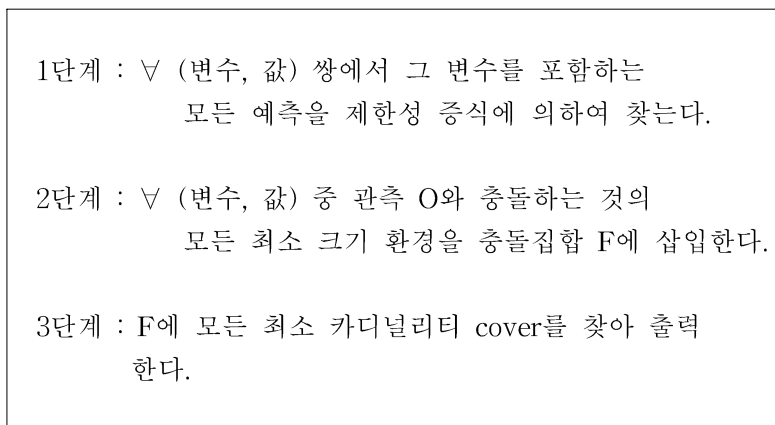 1단계 : ∀ (변수, 값) 쌍에서 그 변수를 포함하는
모든 예측을 제한성 증식에 의하여 찾는다.
2단계 : ∀ (변수, 값) 중 관측 O와 충돌하는 것의
모든 최소 크기 환경을 충돌집합 F에 삽입한다.
3단계 : F에 모든 최소 카디널리티 cover를 찾아 출력
한다.